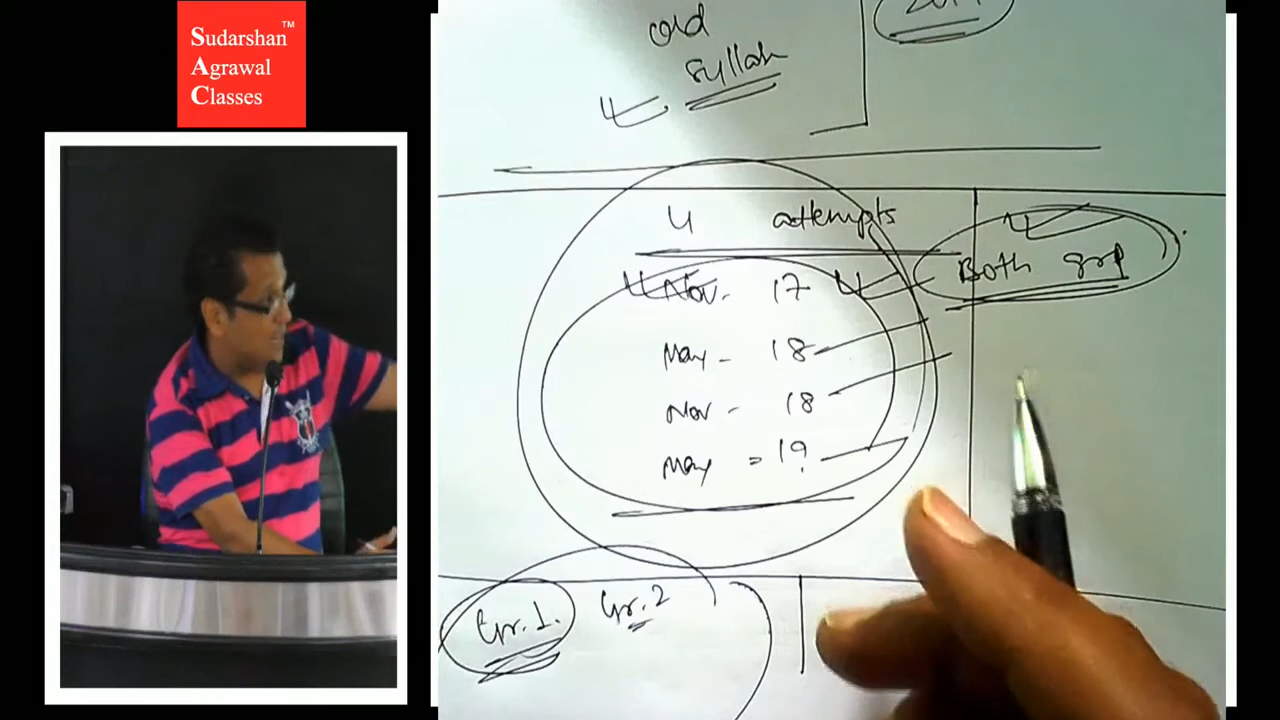 Sudarshan™
Agrawal
Classes
old
syllab
4 attempts
Nov. 17
Both grp
May - 18
Nov - 18
May = 19
Gr. 1. Gr. 2